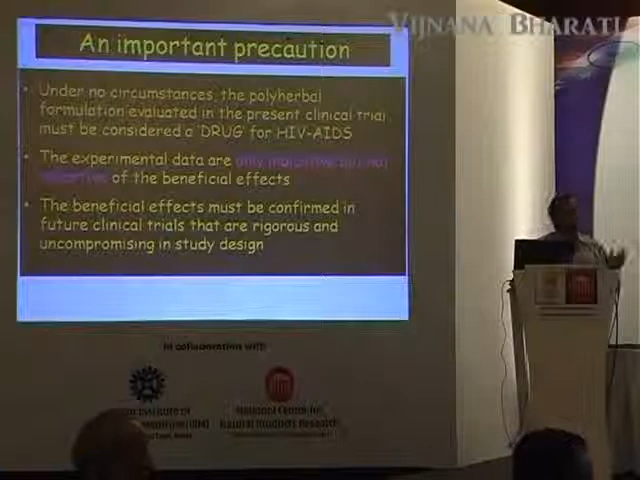 VIJNANA BHARATI
An important precaution
Under no circumstances, the polyherbal
formulation evaluated in the present clinical trial
must be considered a 'DRUG' for HIV-AIDS
The experimental data are only indicative but not
of the beneficial effects
The beneficial effects must be confirmed in
future clinical trials that are rigorous and
uncompromising in study design
In collaboration with
Institute of
National Centre for
Natural Products Research